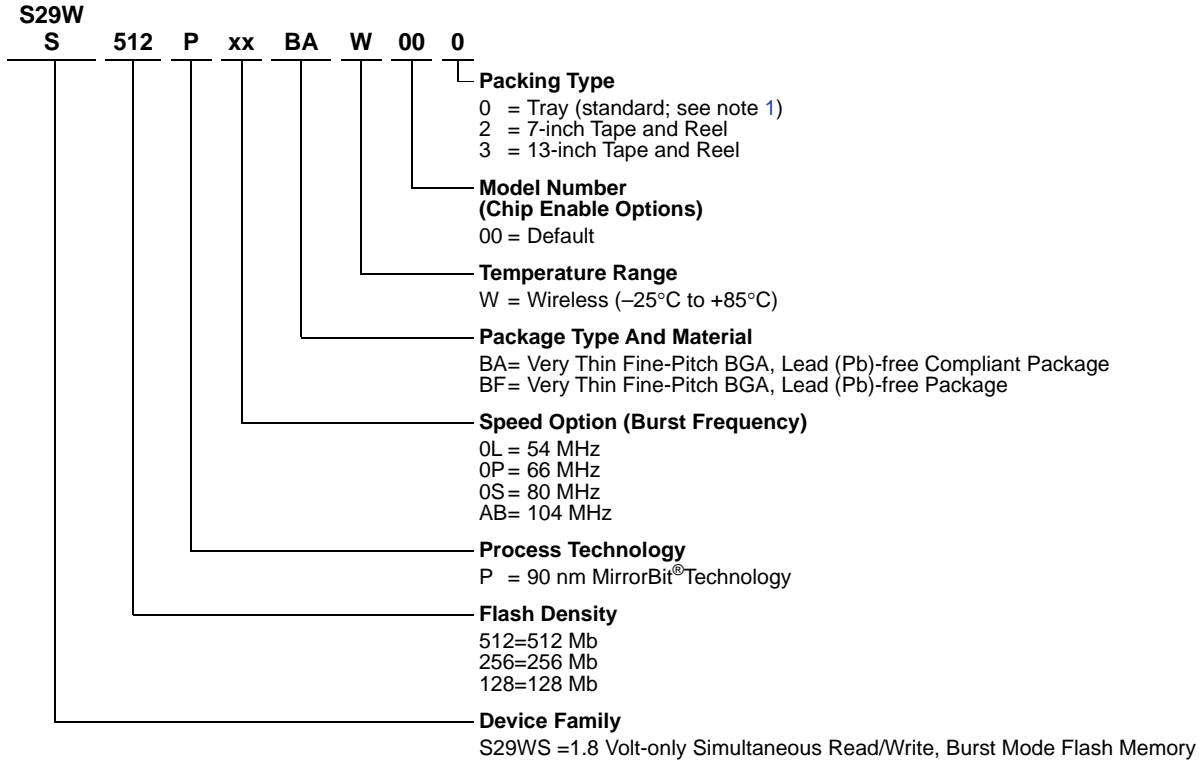 S29W
S 512 P xx BA W 00 0
Packing Type
0 = Tray (standard; see note 1)
2 = 7-inch Tape and Reel
3 = 13-inch Tape and Reel
Model Number
(Chip Enable Options)
00 = Default
Temperature Range
W = Wireless (–25°C to +85°C)
Package Type And Material
BA= Very Thin Fine-Pitch BGA, Lead (Pb)-free Compliant Package
BF= Very Thin Fine-Pitch BGA, Lead (Pb)-free Package
Speed Option (Burst Frequency)
0L = 54 MHz
0P = 66 MHz
0S = 80 MHz
AB= 104 MHz
Process Technology
P = 90 nm MirrorBit®Technology
Flash Density
512=512 Mb
256=256 Mb
128=128 Mb
Device Family
S29WS =1.8 Volt-only Simultaneous Read/Write, Burst Mode Flash Memory